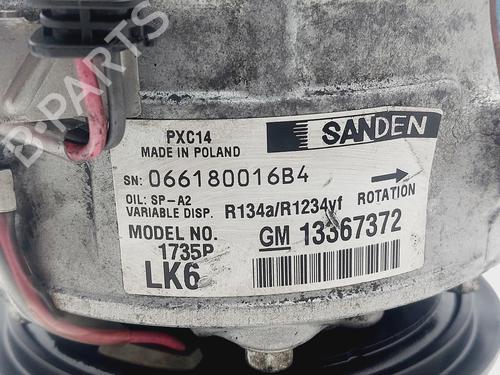 B-PARTS
PXC14
MADE IN POLAND
SANDEN
SN: 066180016B4
OIL: SP-A2
VARIABLE DISP.
R134a/R1234yf
ROTATION
MODEL NO.
1735P
GM 13367372
LK6